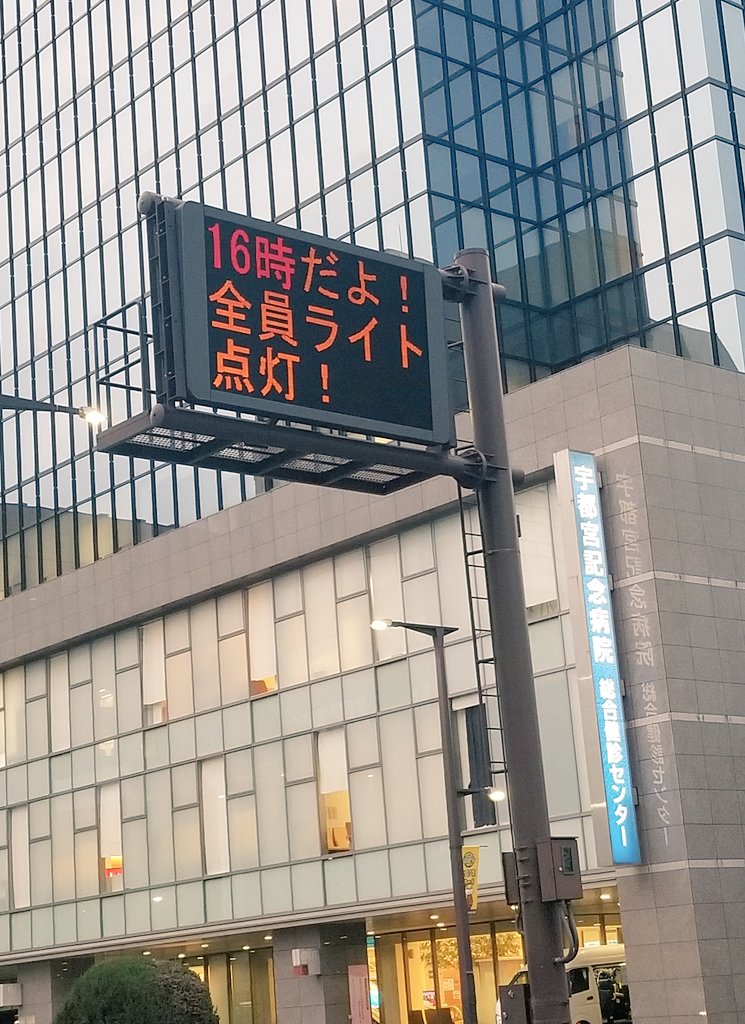 16時だよ！
全員ライト
点灯！
宇都宮記念病院 総合健診センター